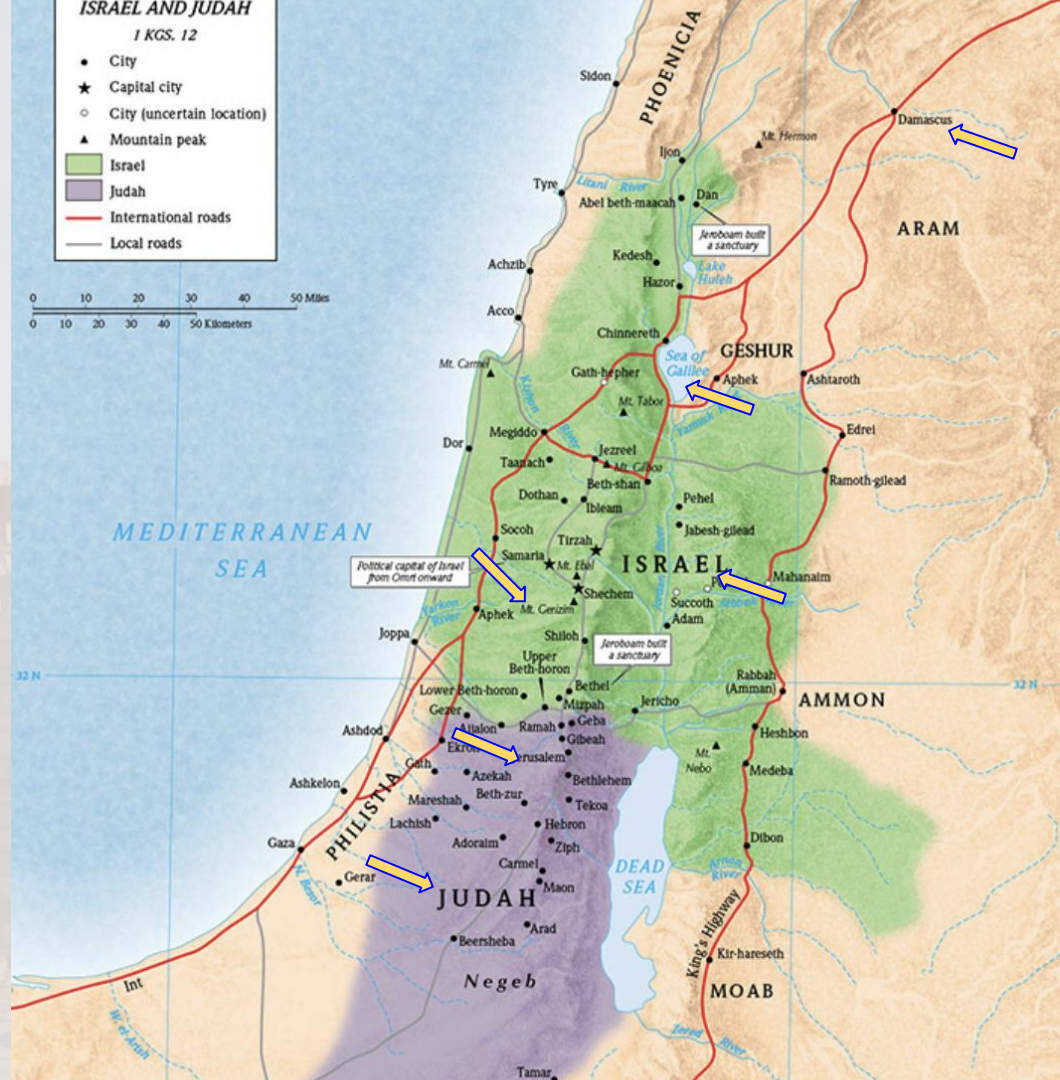 ISRAEL AND JUDAH
1 KGS. 12
City
Capital city
City (uncertain location)
Mountain peak
Israel
Judah
International roads
Local roads
0 10 20 30 40 50 Miles
0 10 20 30 40 50 Kilometers
PHOENICIA
Sidon
Damascus
Mt. Hermon
Ijon
Litani River
Tyre
Abel beth-maacah
Dan
Jeroboam built
a sanctuary
ARAM
Kedesh
Lake
Huleh
Achzib
Hazor
Acco
Chinnereth
Sea of
Galilee
GESHUR
Mt. Carmel
Gath-hepher
Aphek
Ashtaroth
Kishon
River
Mt. Tabor
Yarmuk
Megiddo
Edrei
Dor
Jezreel
Taanach
Mt. Gilboa
Ramoth-gilead
Beth-shan
Dothan
Ibleam
Pehel
Jabesh-gilead
MEDITERRANEAN
SEA
Socoh
Tirzah
Samaria
ISRAEL
Political capital of Israel
from Omri onward
Mt. Ebal
Mahanaim
Shechem
Succoth
Jordan River
Mt. Gerizim
Aphek
Adam
Yarkon
River
Joppa
Shiloh
Jeroboam built
a sanctuary
32 N
32 N
Upper
Beth-horon
Bethel
Rabbah
(Amman)
AMMON
Lower Beth-horon
Mizpah
Jericho
Gezer
Geba
Aijalon
Ramah
Heshbon
Ashdod
Ekron
Gibeah
Mt.
Nebo
Gath
erusalem
Azekah
Bethlehem
Medeba
Ashkelon
Beth-zur
Mareshah
Tekoa
PHILISTIA
Lachish
Hebron
Gaza
Adoraim
Ziph
Dibon
DEAD
SEA
Arnon
River
Carmel
N. Besor
Gerar
Maon
JUDAH
Arad
King's Highway
Beersheba
Kir-hareseth
Negeb
MOAB
Int
W. el-Arish
Zered River
Tamar